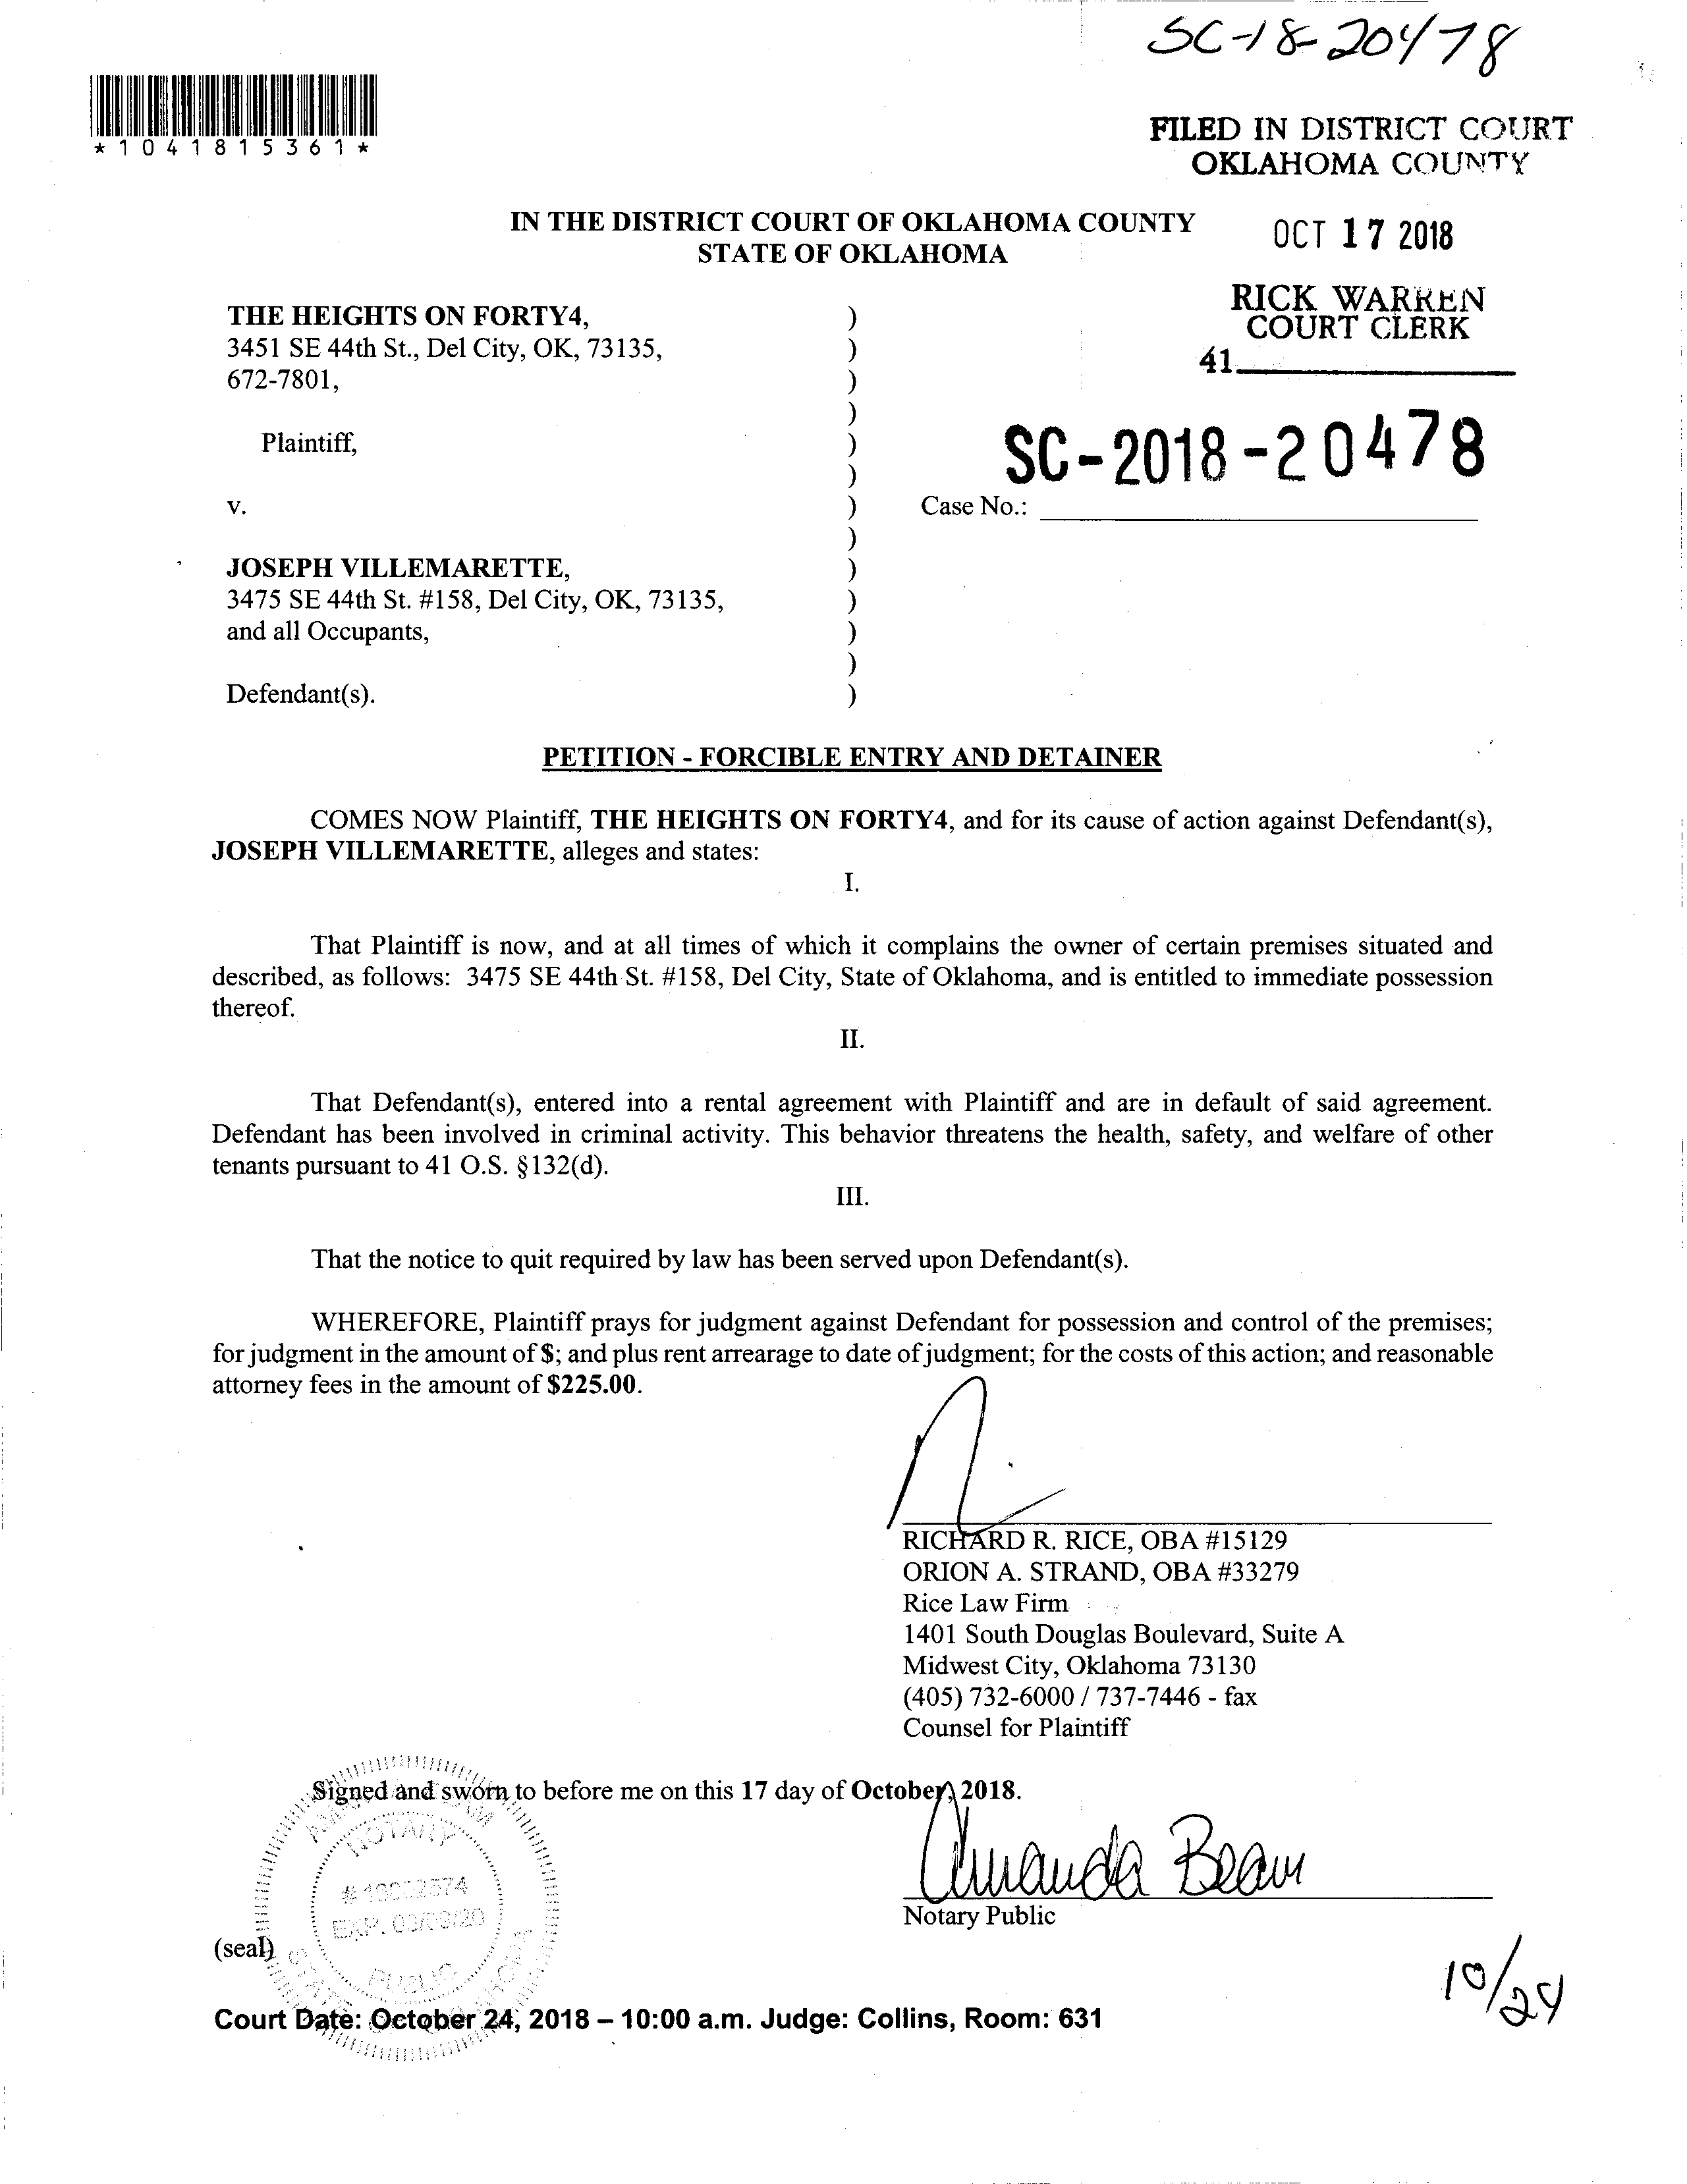 SC-18-20478
*1041815361*
FILED IN DISTRICT COURT
OKLAHOMA COUNTY
IN THE DISTRICT COURT OF OKLAHOMA COUNTY
STATE OF OKLAHOMA
OCT 17 2018
RICK WARREN
COURT CLERK
41
THE HEIGHTS ON FORTY4, )
3451 SE 44th St., Del City, OK, 73135, )
672-7801, )
)
Plaintiff, )
)
SC-2018-20478
v. ) Case No.:
)
JOSEPH VILLEMARETTE, )
3475 SE 44th St. #158, Del City, OK, 73135, )
and all Occupants, )
)
Defendant(s). )
PETITION - FORCIBLE ENTRY AND DETAINER
COMES NOW Plaintiff, THE HEIGHTS ON FORTY4, and for its cause of action against Defendant(s),
JOSEPH VILLEMARETTE, alleges and states:
I.
That Plaintiff is now, and at all times of which it complains the owner of certain premises situated and
described, as follows: 3475 SE 44th St. #158, Del City, State of Oklahoma, and is entitled to immediate possession
thereof.
II.
That Defendant(s), entered into a rental agreement with Plaintiff and are in default of said agreement.
Defendant has been involved in criminal activity. This behavior threatens the health, safety, and welfare of other
tenants pursuant to 41 O.S. §132(d).
III.
That the notice to quit required by law has been served upon Defendant(s).
WHEREFORE, Plaintiff prays for judgment against Defendant for possession and control of the premises;
for judgment in the amount of $; and plus rent arrearage to date of judgment; for the costs of this action; and reasonable
attorney fees in the amount of $225.00.
RICHARD R. RICE, OBA #15129
ORION A. STRAND, OBA #33279
Rice Law Firm
1401 South Douglas Boulevard, Suite A
Midwest City, Oklahoma 73130
(405) 732-6000 / 737-7446 - fax
Counsel for Plaintiff
Signed and sworn to before me on this 17 day of October, 2018.
NOTARY
Amanda Beam
Notary Public
EXP.
(seal)
PUBLIC
10/24
Court Date: October 24, 2018 – 10:00 a.m. Judge: Collins, Room: 631